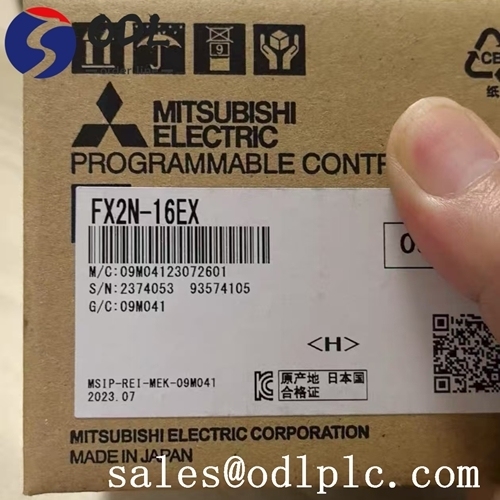 9
MITSUBISHI
ELECTRIC
PROGRAMMABLE CONT
FX2N-16EX
M/C:09M04123072601
S/N:2374053 93574105
G/C:09M041
<H>
MSIP-REI-MEK-09M041
2023.07
原产地 日本国
合格证
MITSUBISHI ELECTRIC CORPORATION
MADE IN JAPAN
sales@odlplc.com